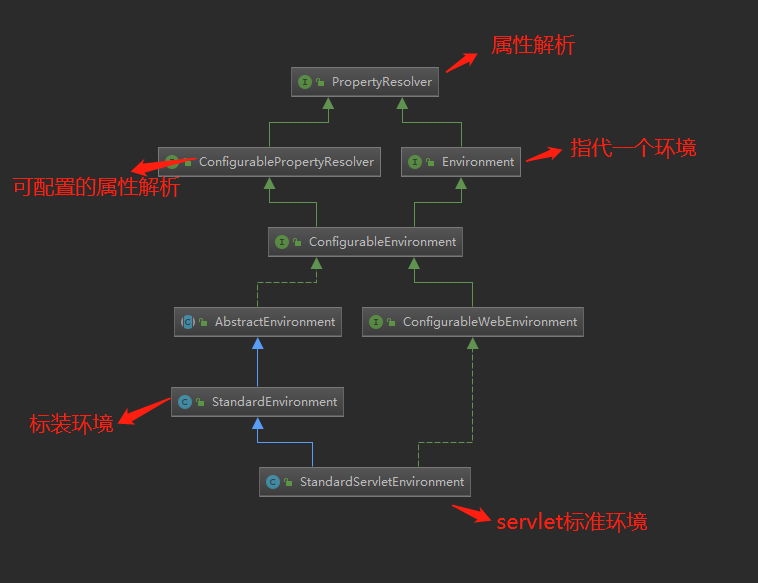 属性解析
PropertyResolver
ConfigurablePropertyResolver
Environment
指代一个环境
可配置的属性解析
ConfigurableEnvironment
AbstractEnvironment
ConfigurableWebEnvironment
StandardEnvironment
标装环境
StandardServletEnvironment
servlet标准环境